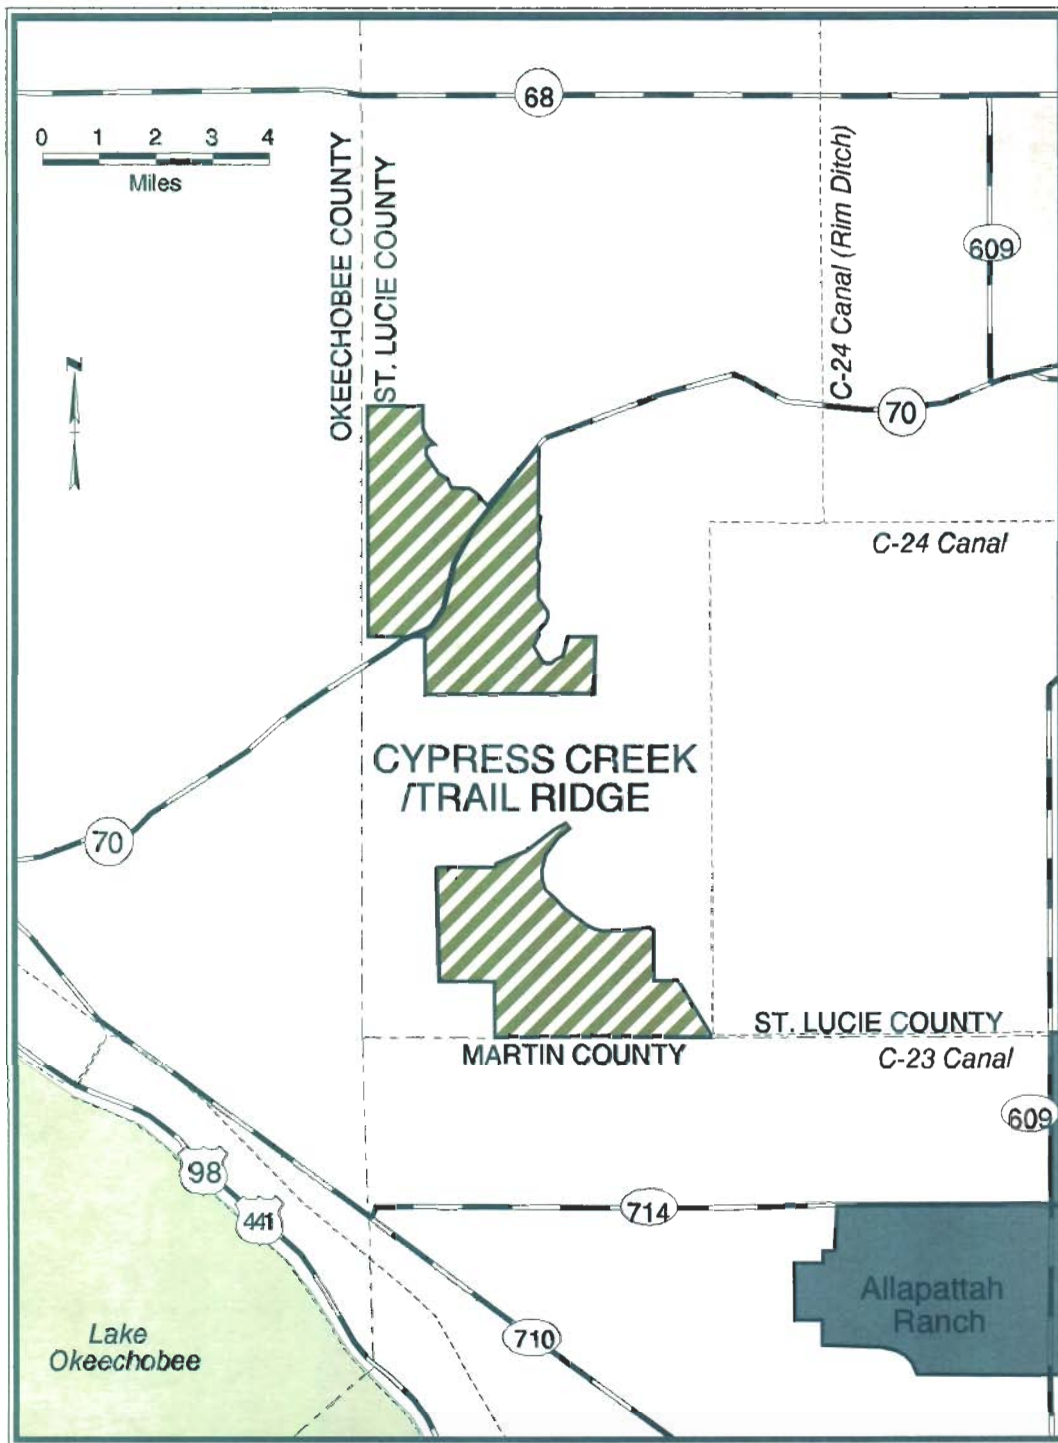 68
0 1 2 3 4
Miles
OKEECHOBEE COUNTY
ST. LUCIE COUNTY
C-24 Canal (Rim Ditch)
609
N
70
C-24 Canal
CYPRESS CREEK
/TRAIL RIDGE
70
ST. LUCIE COUNTY
MARTIN COUNTY
C-23 Canal
609
98
441
714
Allapattah
Ranch
Lake
Okeechobee
710